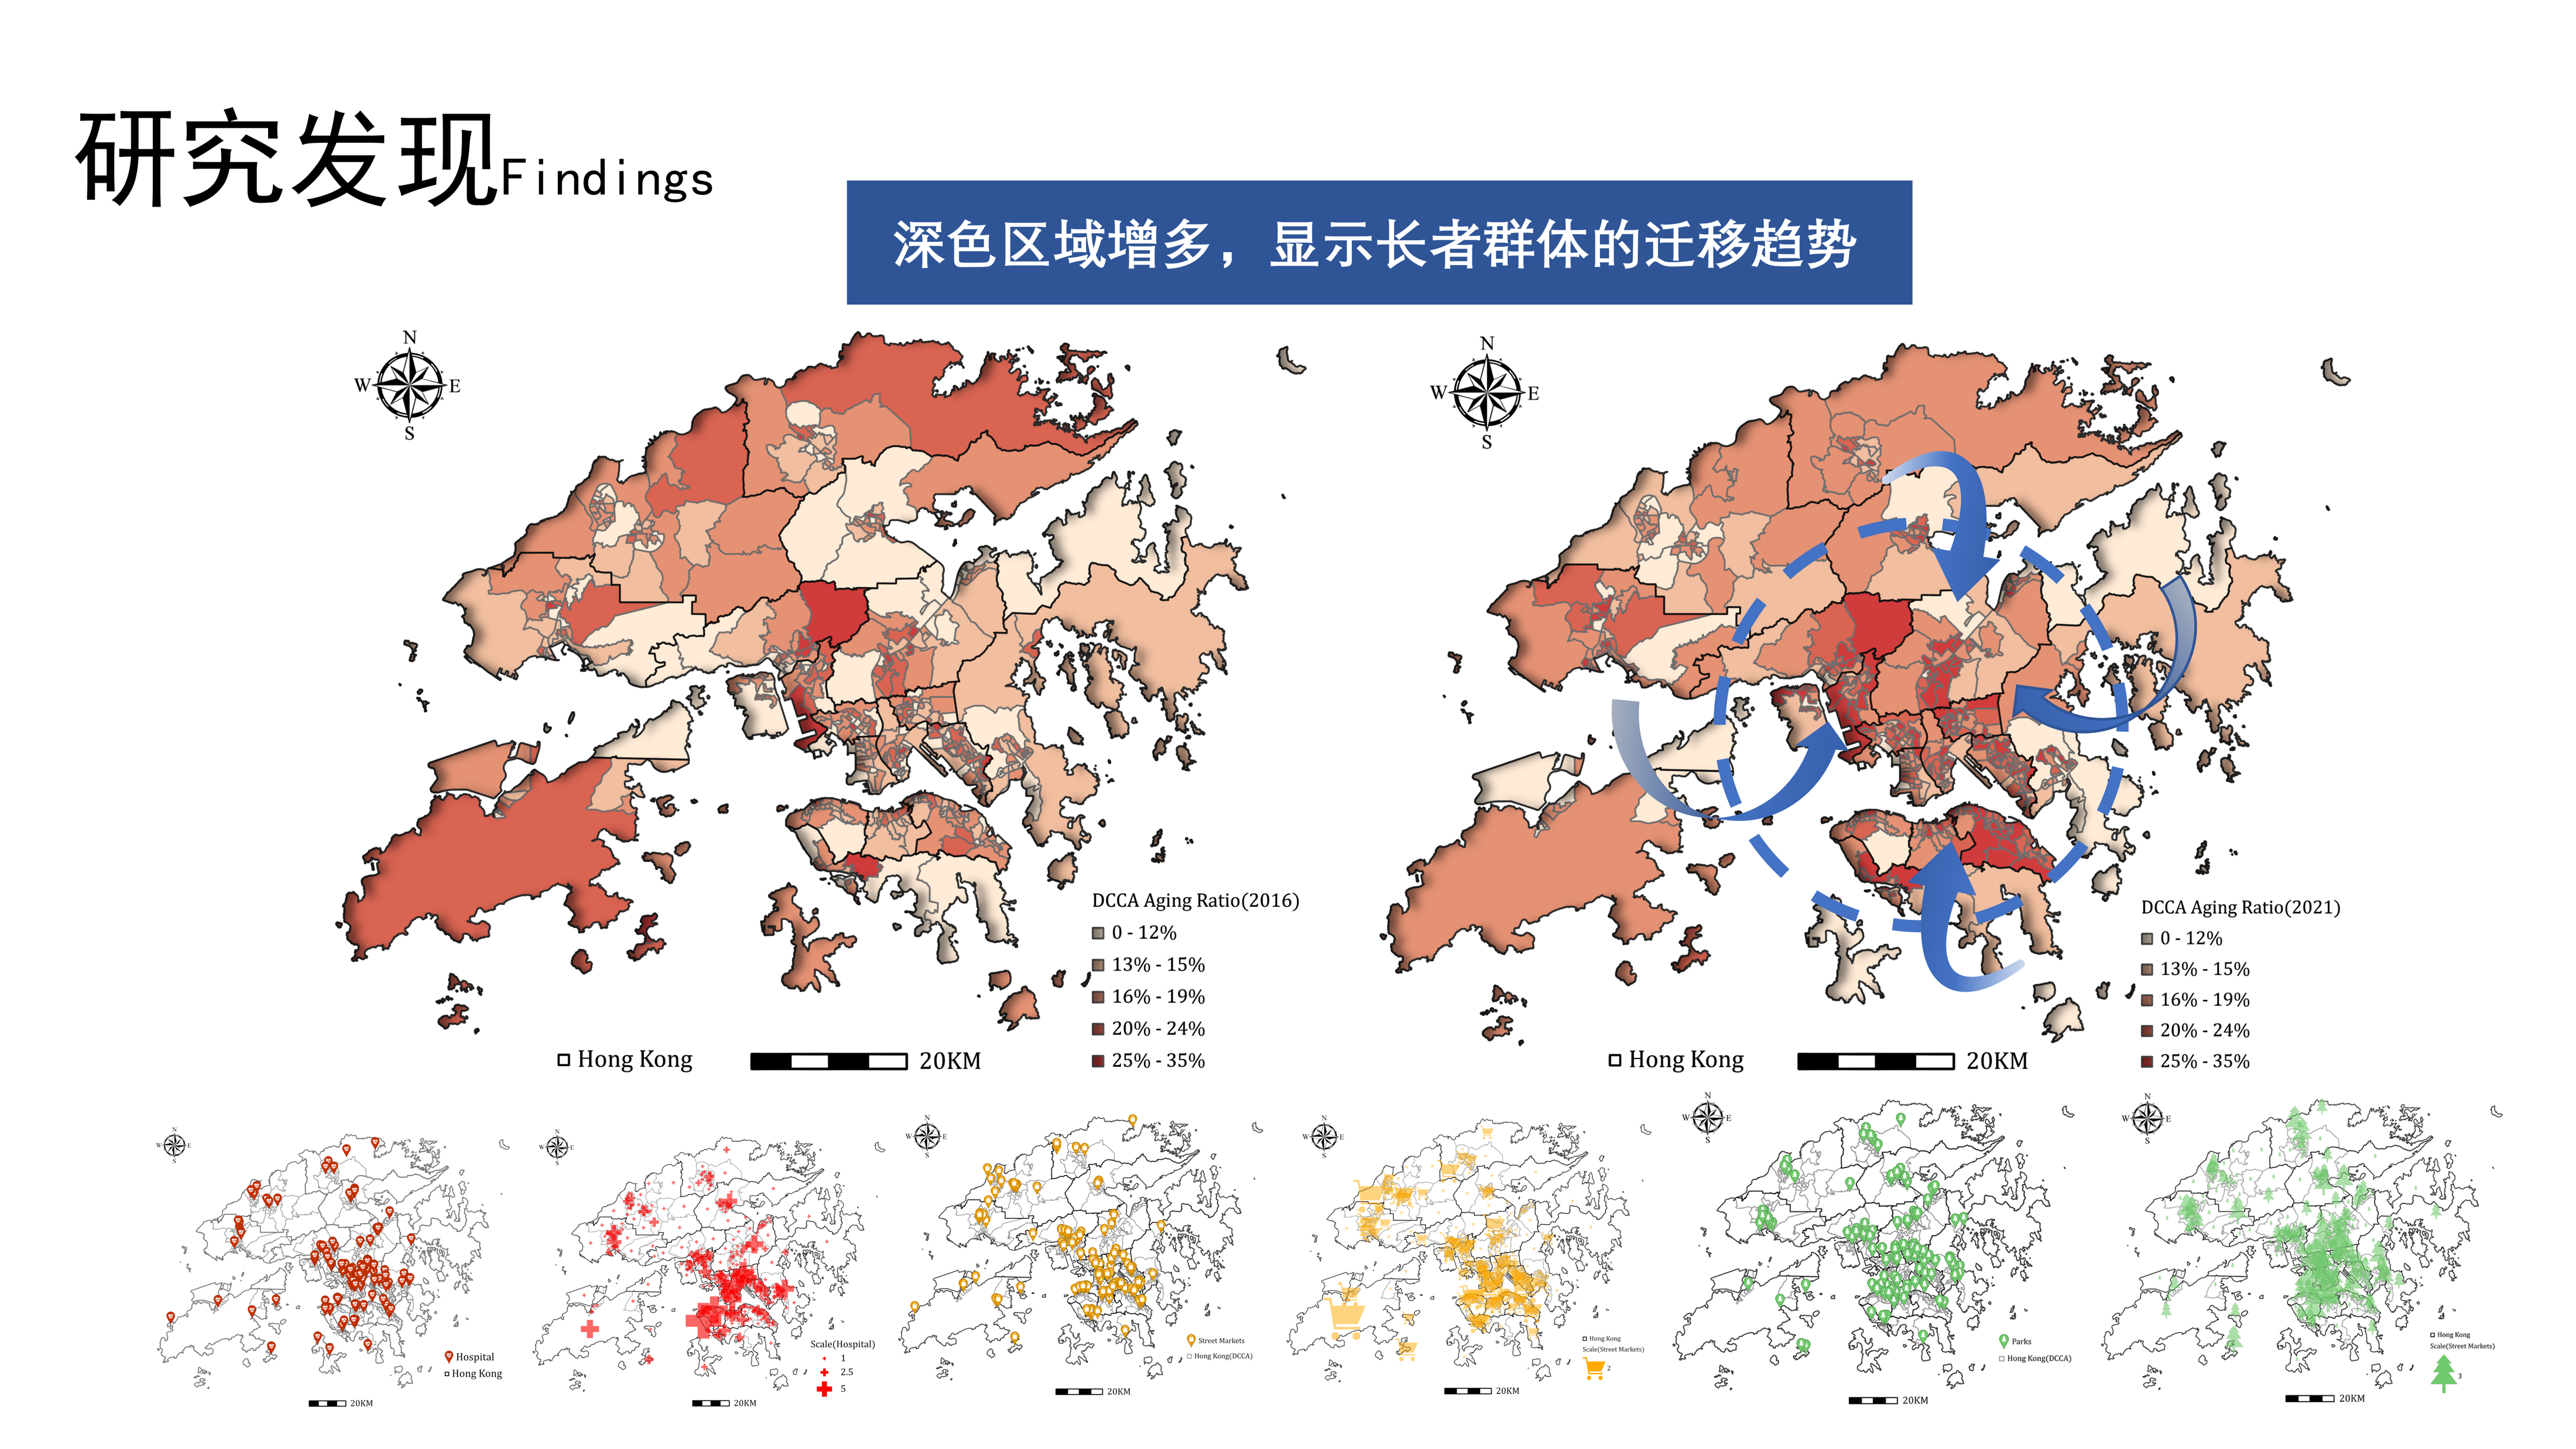 研究发现Findings
深色区域增多，显示长者群体的迁移趋势
N
W E
S
DCCA Aging Ratio(2016)
0 - 12%
13% - 15%
16% - 19%
20% - 24%
25% - 35%
Hong Kong
20KM
N
W E
S
DCCA Aging Ratio(2021)
0 - 12%
13% - 15%
16% - 19%
20% - 24%
25% - 35%
Hong Kong
20KM
N
W E
S
Hospital
Hong Kong
20KM
N
W E
S
Scale(Hospital)
1
2.5
5
20KM
N
W E
S
Street Markets
Hong Kong(DCCA)
20KM
N
W E
S
Hong Kong
Scale(Street Markets)
2
20KM
N
W E
S
Parks
Hong Kong(DCCA)
20KM
N
W E
S
Hong Kong
Scale(Street Markets)
3
20KM